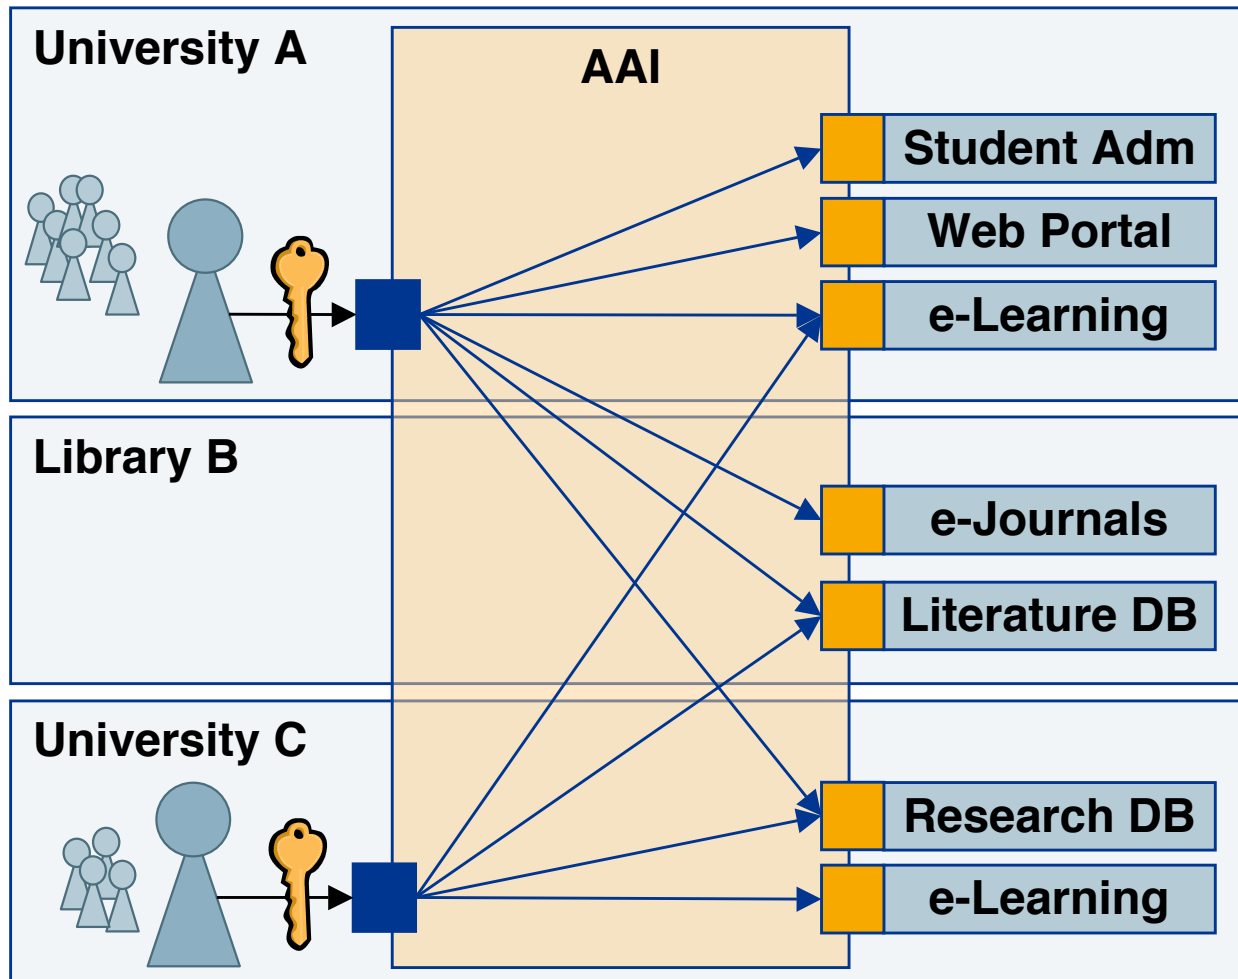 University A
AAI
Student Adm
Web Portal
e-Learning
Library B
e-Journals
Literature DB
University C
Research DB
e-Learning